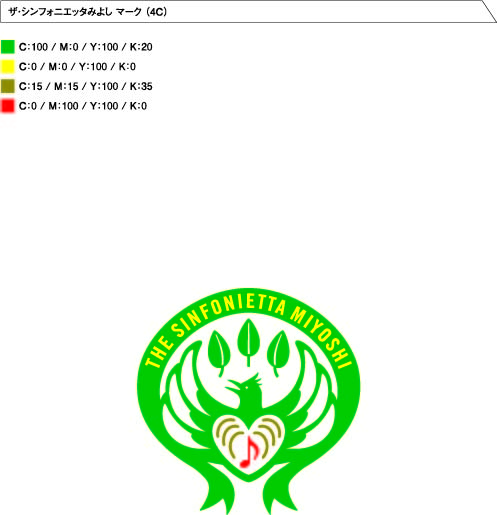 ザ・シンフォニエッタみよし マーク（4C）
C：100 / M：0 / Y：100 / K：20
C：0 / M：0 / Y：100 / K：0
C：15 / M：15 / Y：100 / K：35
C：0 / M：100 / Y：100 / K：0
THE SINFONIETTA MIYOSHI